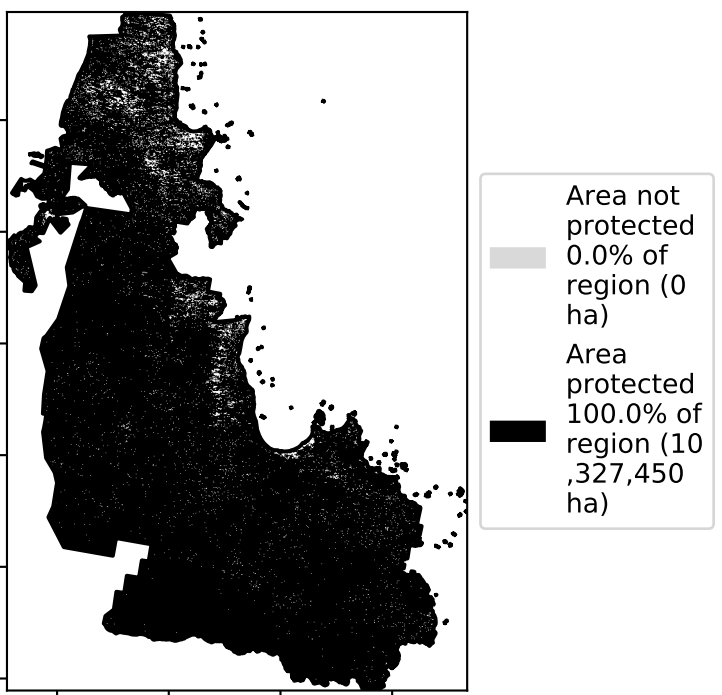 Area not
protected
0.0% of
region (0
ha)
Area
protected
100.0% of
region (10
,327,450
ha)